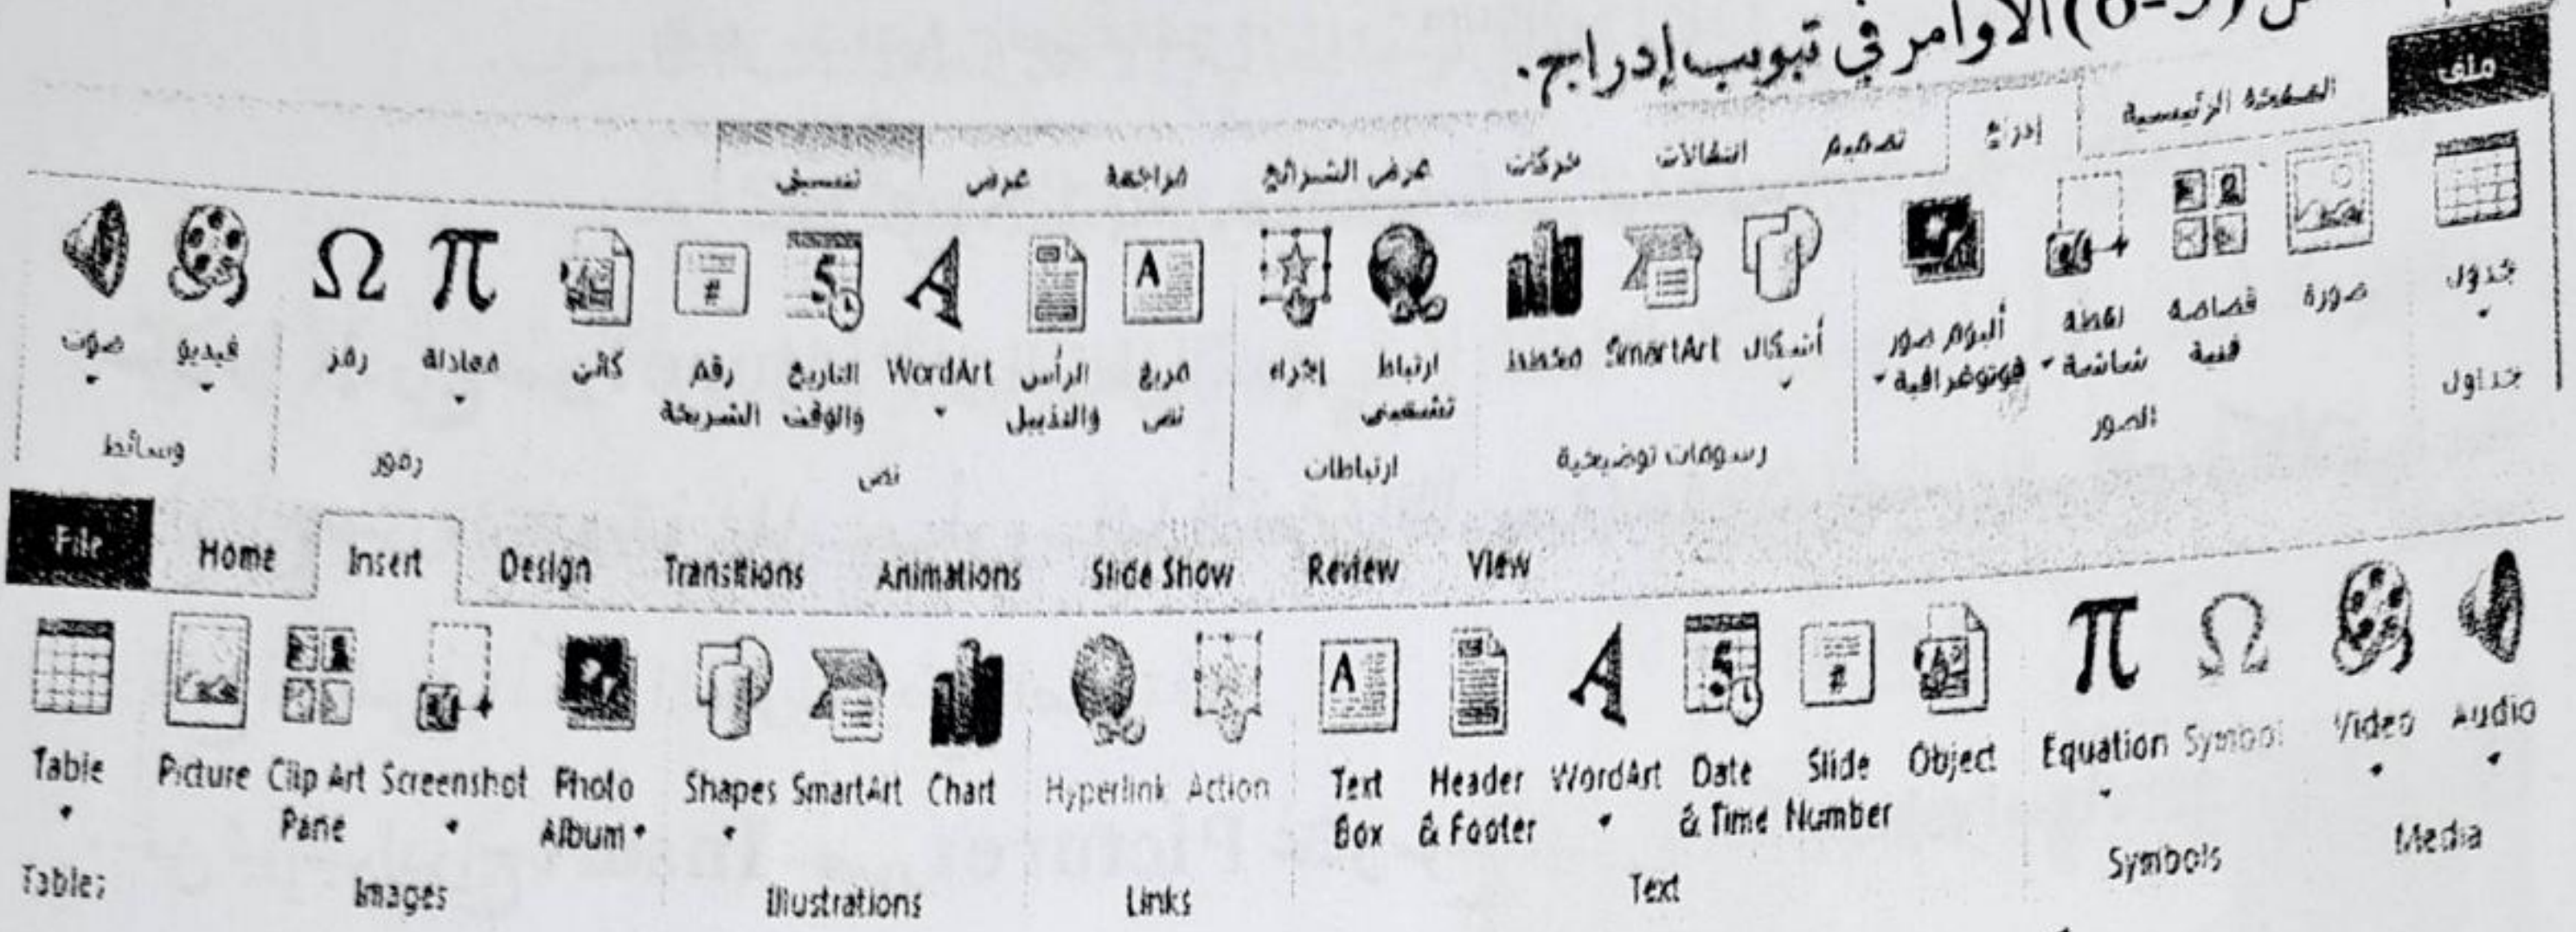 (6-5) الاوامر في تبويب إدراج.
ملف الصفحة الرئيسية إدراج تصميم انتقالات حركات عرض الشرائح مراجعة عرض تنسيق
جدول صورة قصاصة فنية لقطة شاشة ألبوم صور فوتوغرافية أشكال SmartArt مخطط ارتباط تشعبي إجراء مربع نص الرأس والتذييل WordArt التاريخ والوقت رقم الشريحة كائن معادلة رمز فيديو صوت
جداول الصور رسومات توضيحية ارتباطات نص رموز وسائط
File Home Insert Design Transitions Animations Slide Show Review View
Table Picture Clip Art Screenshot Photo Shapes SmartArt Chart Hyperlink Action Text Header WordArt Date Slide Object Equation Symbol Video Audio
Pane Album Box & Footer & Time Number
Tables Images Illustrations Links Text Symbols Media